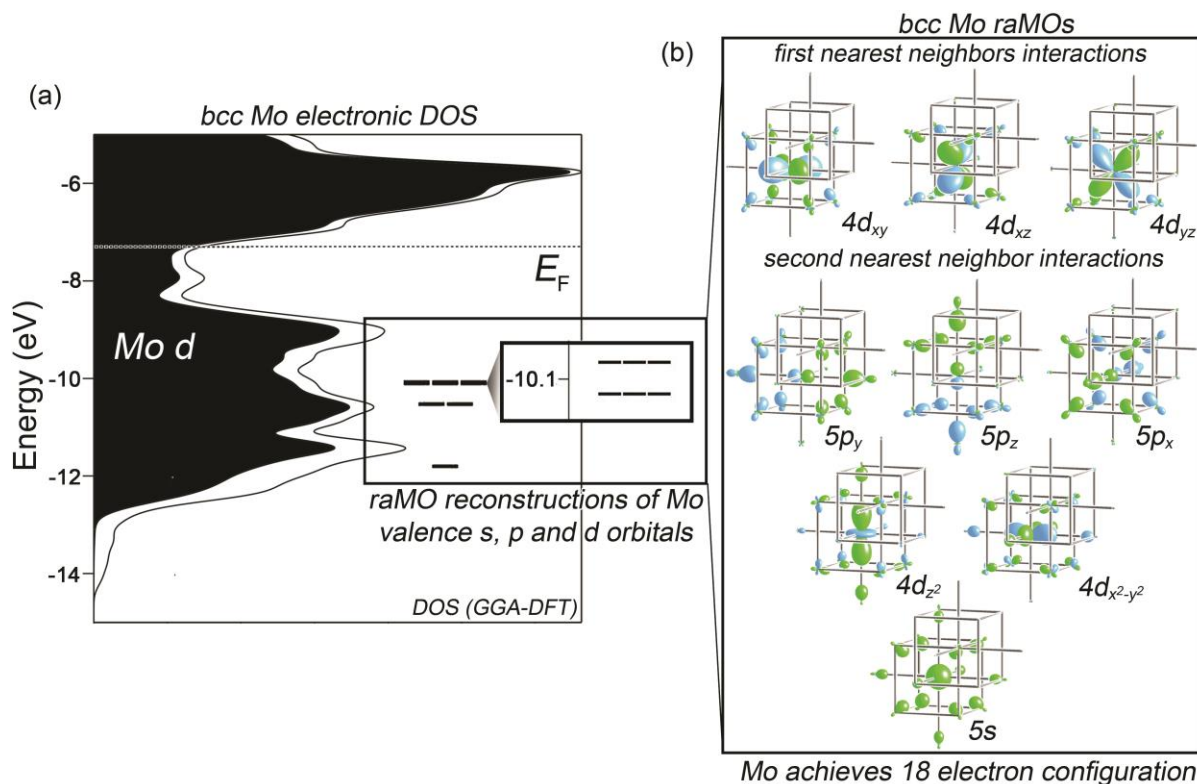 (a)
bcc Mo electronic DOS
Energy (eV)
-6
-8
-10
-12
-14
Mo d
E_F
-10.1
raMO reconstructions of Mo
valence s, p and d orbitals
DOS (GGA-DFT)
(b)
bcc Mo raMOs
first nearest neighbors interactions
4d_xy
4d_xz
4d_yz
second nearest neighbor interactions
5p_y
5p_z
5p_x
4d_z²
4d_x²-y²
5s
Mo achieves 18 electron configuration